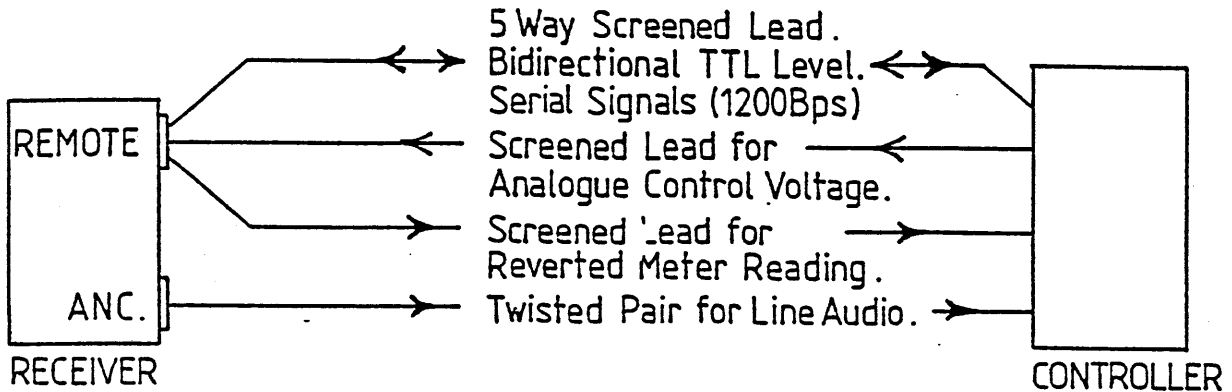 5 Way Screened Lead.
Bidirectional TTL Level.
Serial Signals (1200Bps)
REMOTE
Screened Lead for
Analogue Control Voltage.
Screened Lead for
Reverted Meter Reading.
ANC.
Twisted Pair for Line Audio.
RECEIVER
CONTROLLER